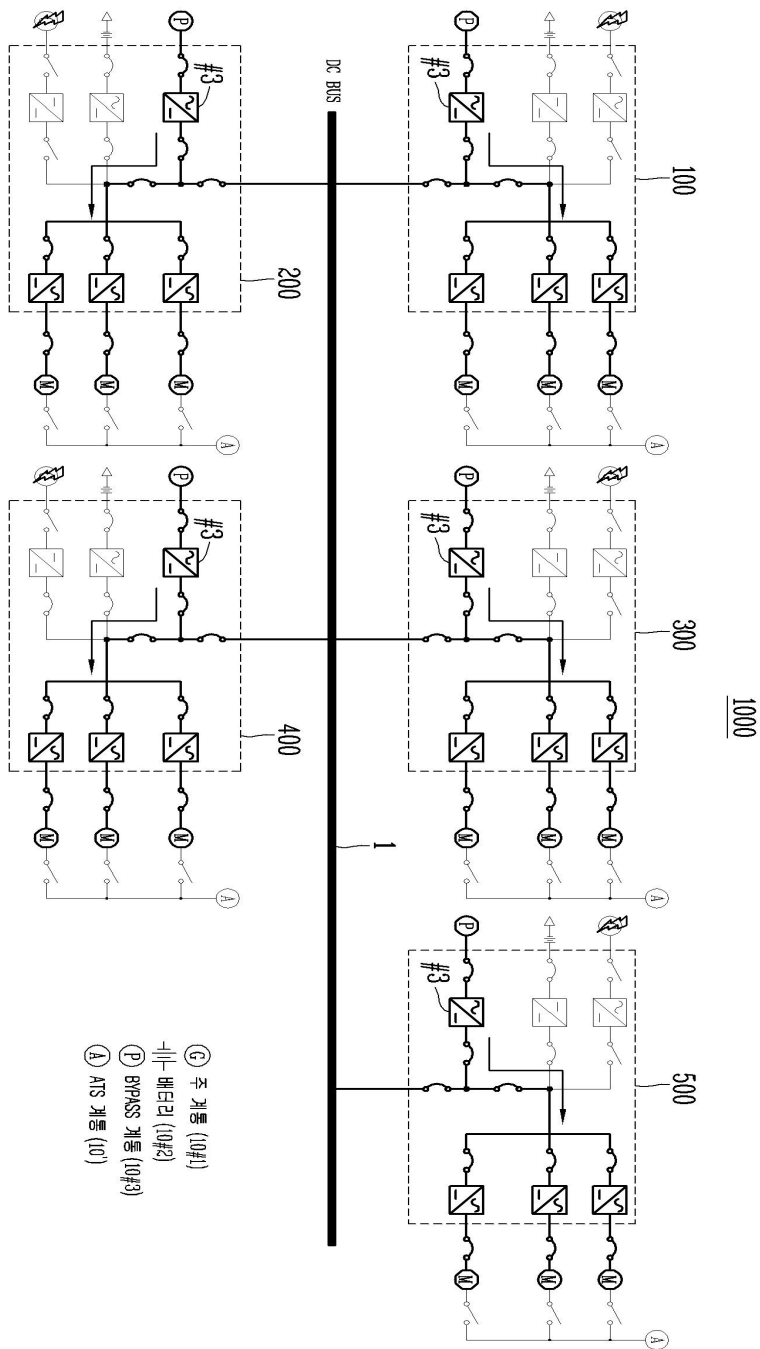 1000
100 300 500
A A A
M M M
M M M
P M P M P M
#3 #3 #3
1
DC BUS
200 400
A A
#3 #3
P M P M
M M
M M
G 주 계통 (10#1)
배터리 (10#2)
P BYPASS 계통 (10#3)
A ATS 계통 (10')